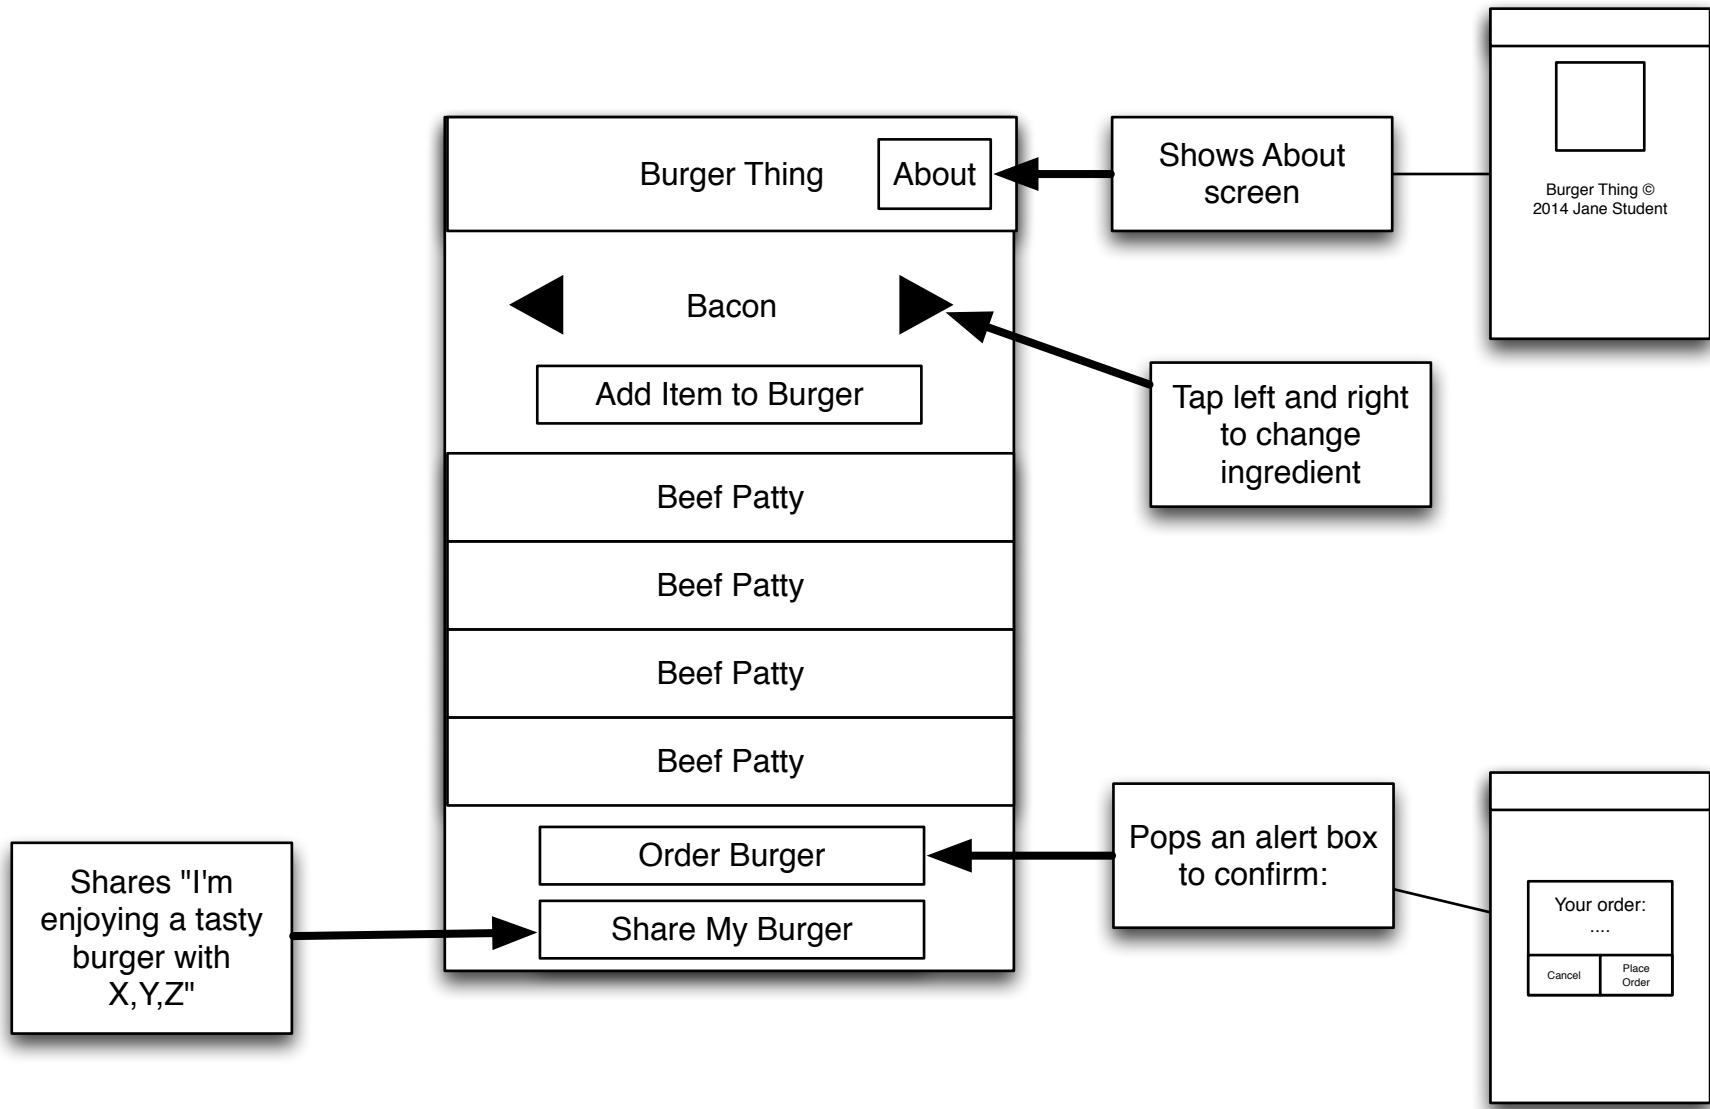 Burger Thing
About
Shows About
screen
Burger Thing ©
2014 Jane Student
Bacon
Add Item to Burger
Tap left and right
to change
ingredient
Beef Patty
Beef Patty
Beef Patty
Beef Patty
Order Burger
Share My Burger
Pops an alert box
to confirm:
Your order:
....
Cancel
Place
Order
Shares "I'm
enjoying a tasty
burger with
X,Y,Z"